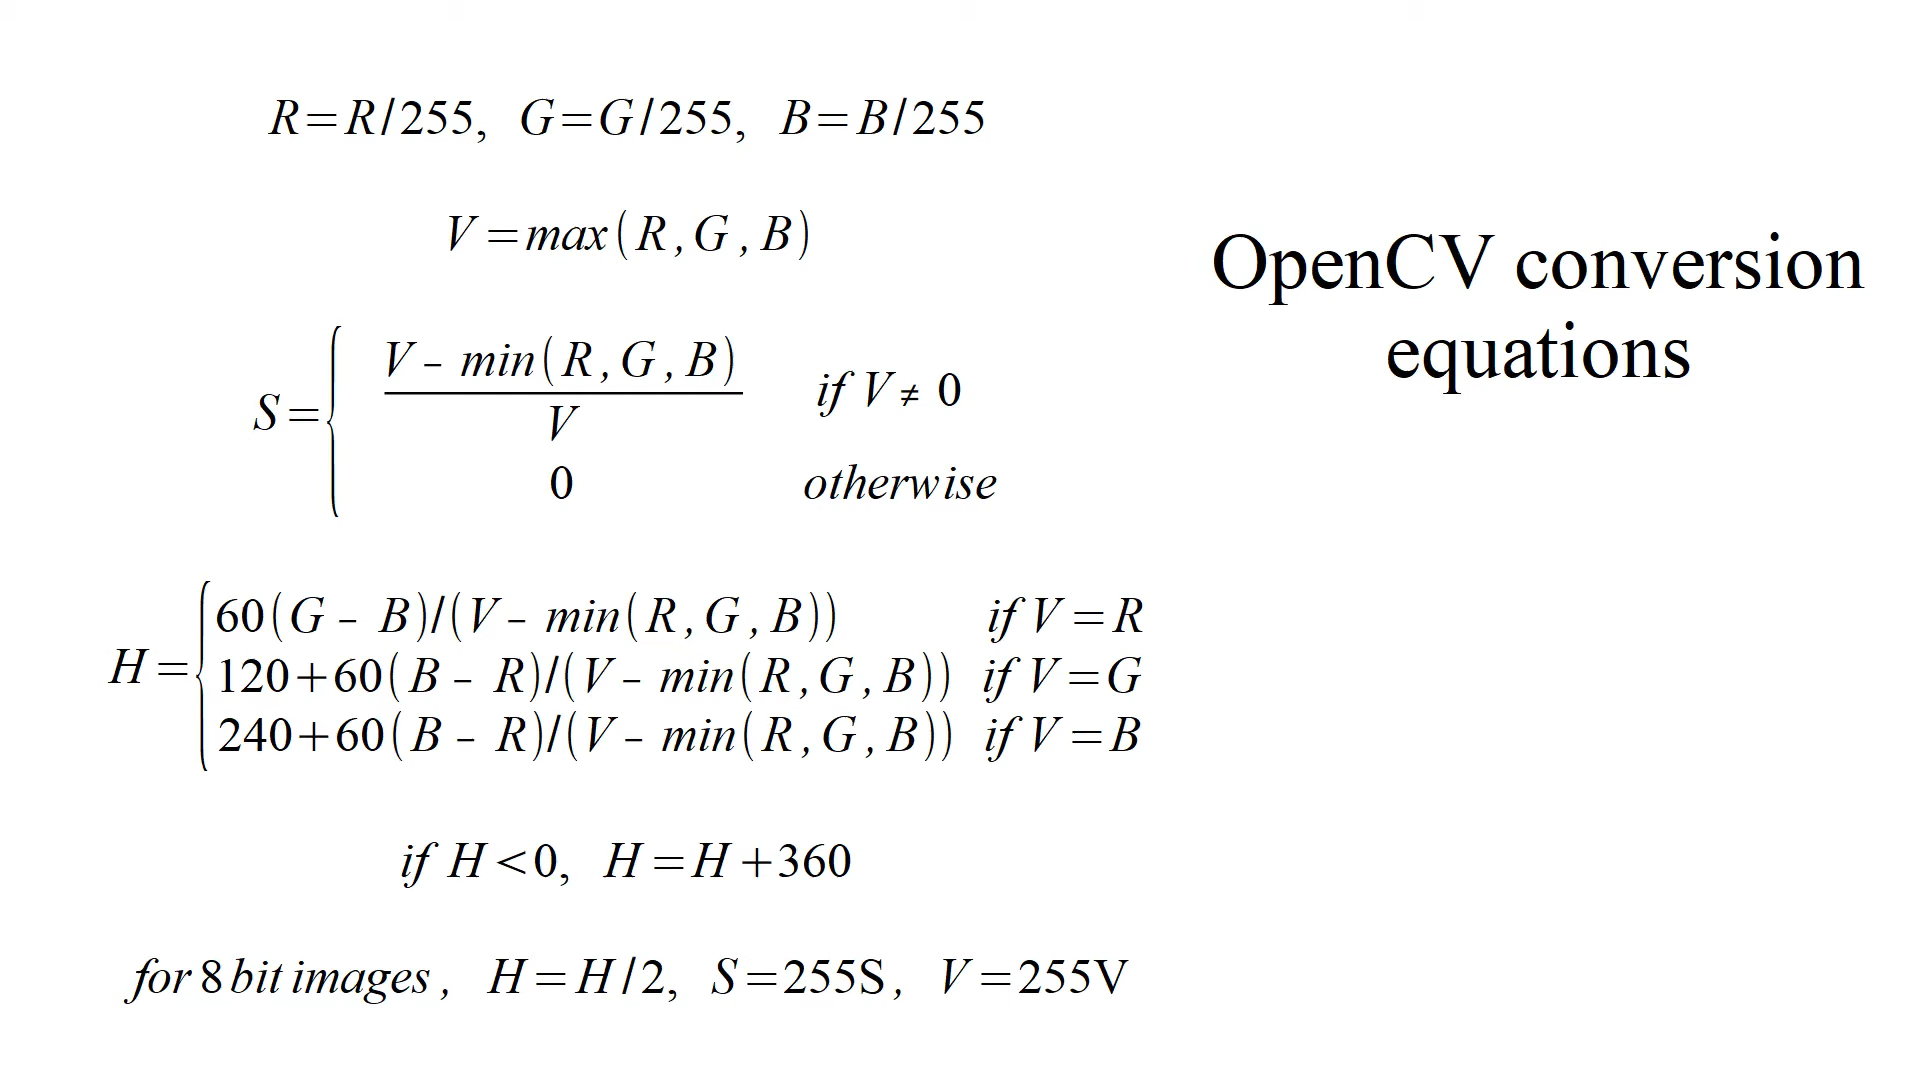 R=R/255, G=G/255, B=B/255
V=max(R,G,B)
OpenCV conversion
equations
S={ V– min(R,G,B) / V if V≠ 0
0 otherwise
H={ 60(G– B)/(V– min(R,G,B)) if V=R
120+60(B– R)/(V– min(R,G,B)) if V=G
240+60(B– R)/(V– min(R,G,B)) if V=B
if H<0, H=H+360
for 8 bit images, H=H/2, S=255S, V=255V